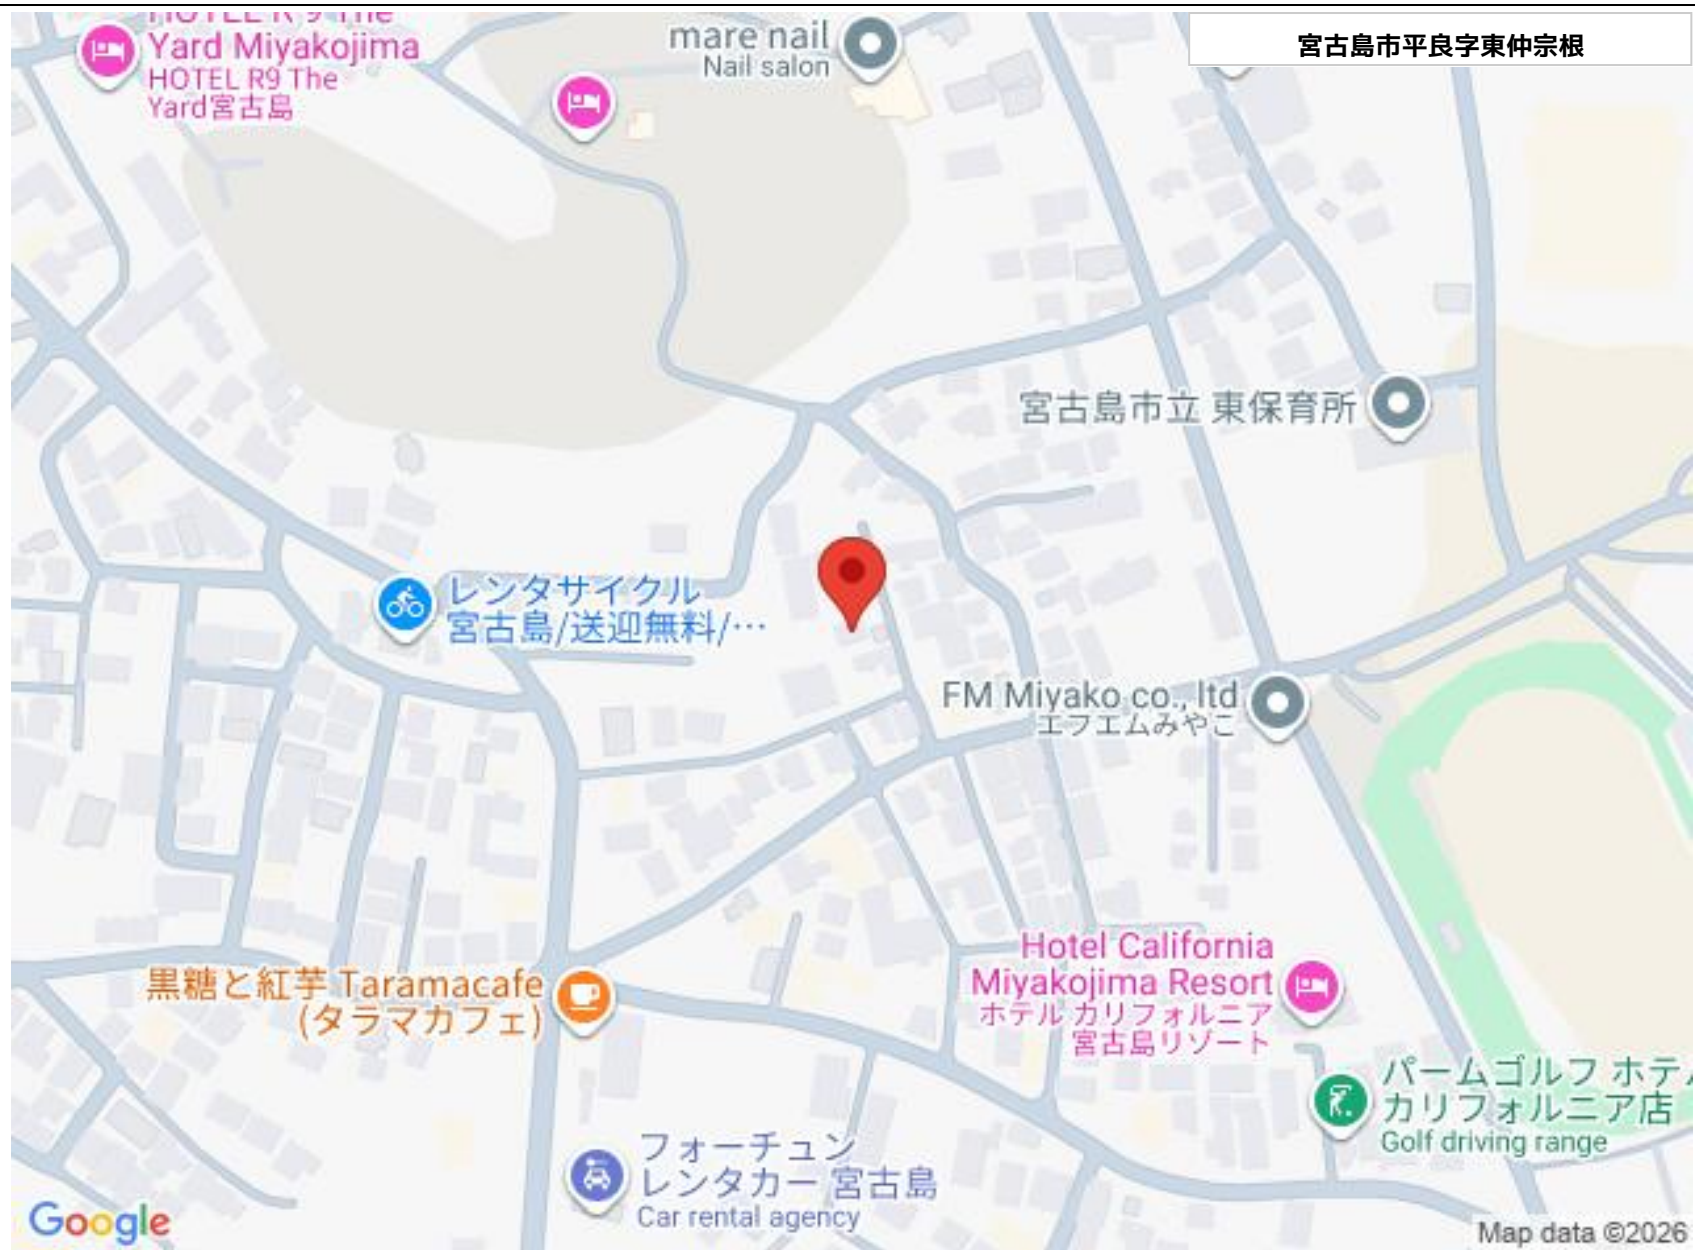 HOTEL R9 The
Yard Miyakojima
HOTEL R9 The
Yard宮古島
mare nail
Nail salon
宮古島市平良字東仲宗根
宮古島市立 東保育所
レンタサイクル
宮古島/送迎無料/…
FM Miyako co., ltd
エフエムみやこ
黒糖と紅芋 Taramacafe
(タラマカフェ)
Hotel California
Miyakojima Resort
ホテル カリフォルニア
宮古島リゾート
パームゴルフ ホテル
カリフォルニア店
Golf driving range
フォーチュン
レンタカー 宮古島
Car rental agency
Google
Map data ©2026